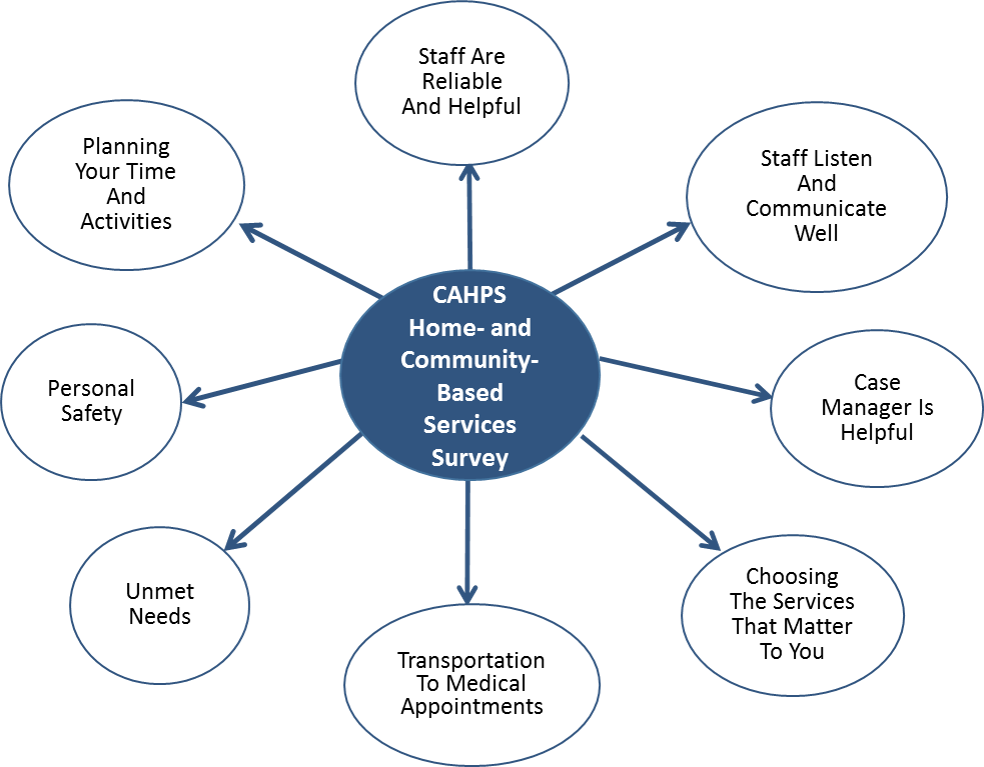 Staff Are
Reliable
And Helpful
Planning
Your Time
And
Activities
Staff Listen
And
Communicate
Well
CAHPS
Home- and
Community-
Based
Services
Survey
Personal
Safety
Case
Manager Is
Helpful
Unmet
Needs
Choosing
The Services
That Matter
To You
Transportation
To Medical
Appointments